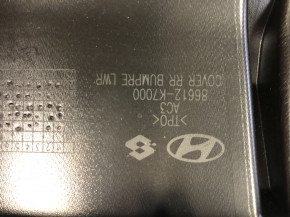 COVER RR BUMPRE LWR
86612-K7000
AC3
>TPO<